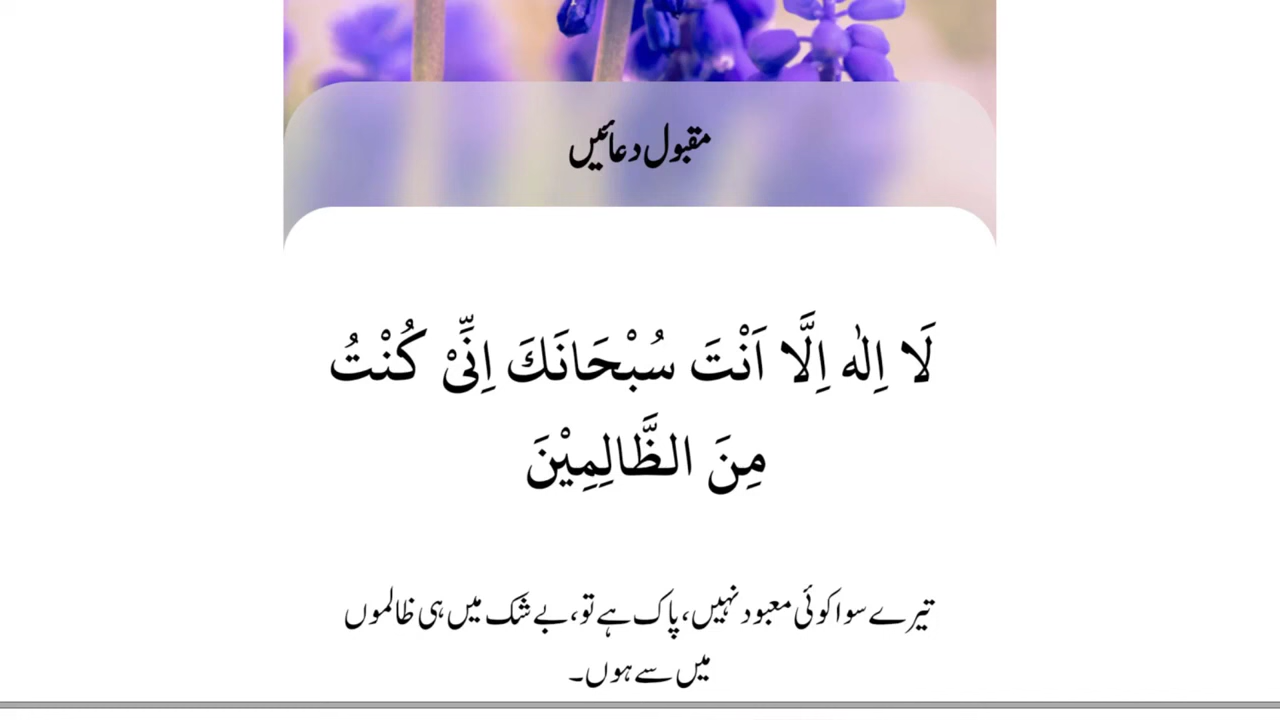 مقبول دعائیں
لَا اِلٰه اِلَّا اَنْتَ سُبْحَانَكَ اِنِّیْ كُنْتُ
مِنَ الظَّالِمِیْنَ
تیرے سوا کوئی معبود نہیں، پاک ہے تو، بے شک میں ہی ظالموں
میں سے ہوں۔